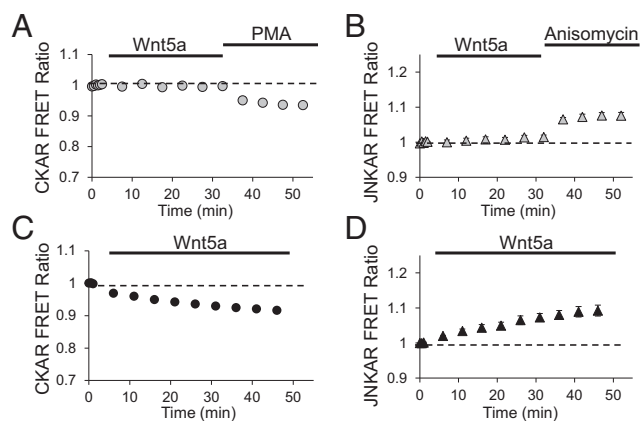 A
Wnt5a
PMA
CKAR FRET Ratio
1.1
1
0.9
0.8
0.7
0 10 20 30 40 50
Time (min)
B
Wnt5a
Anisomycin
JNKAR FRET Ratio
1.2
1.1
1
0.9
0 10 20 30 40 50
Time (min)
C
Wnt5a
CKAR FRET Ratio
1.1
1
0.9
0.8
0.7
0 10 20 30 40 50
Time (min)
D
Wnt5a
JNKAR FRET Ratio
1.2
1.1
1
0.9
0 10 20 30 40 50
Time (min)